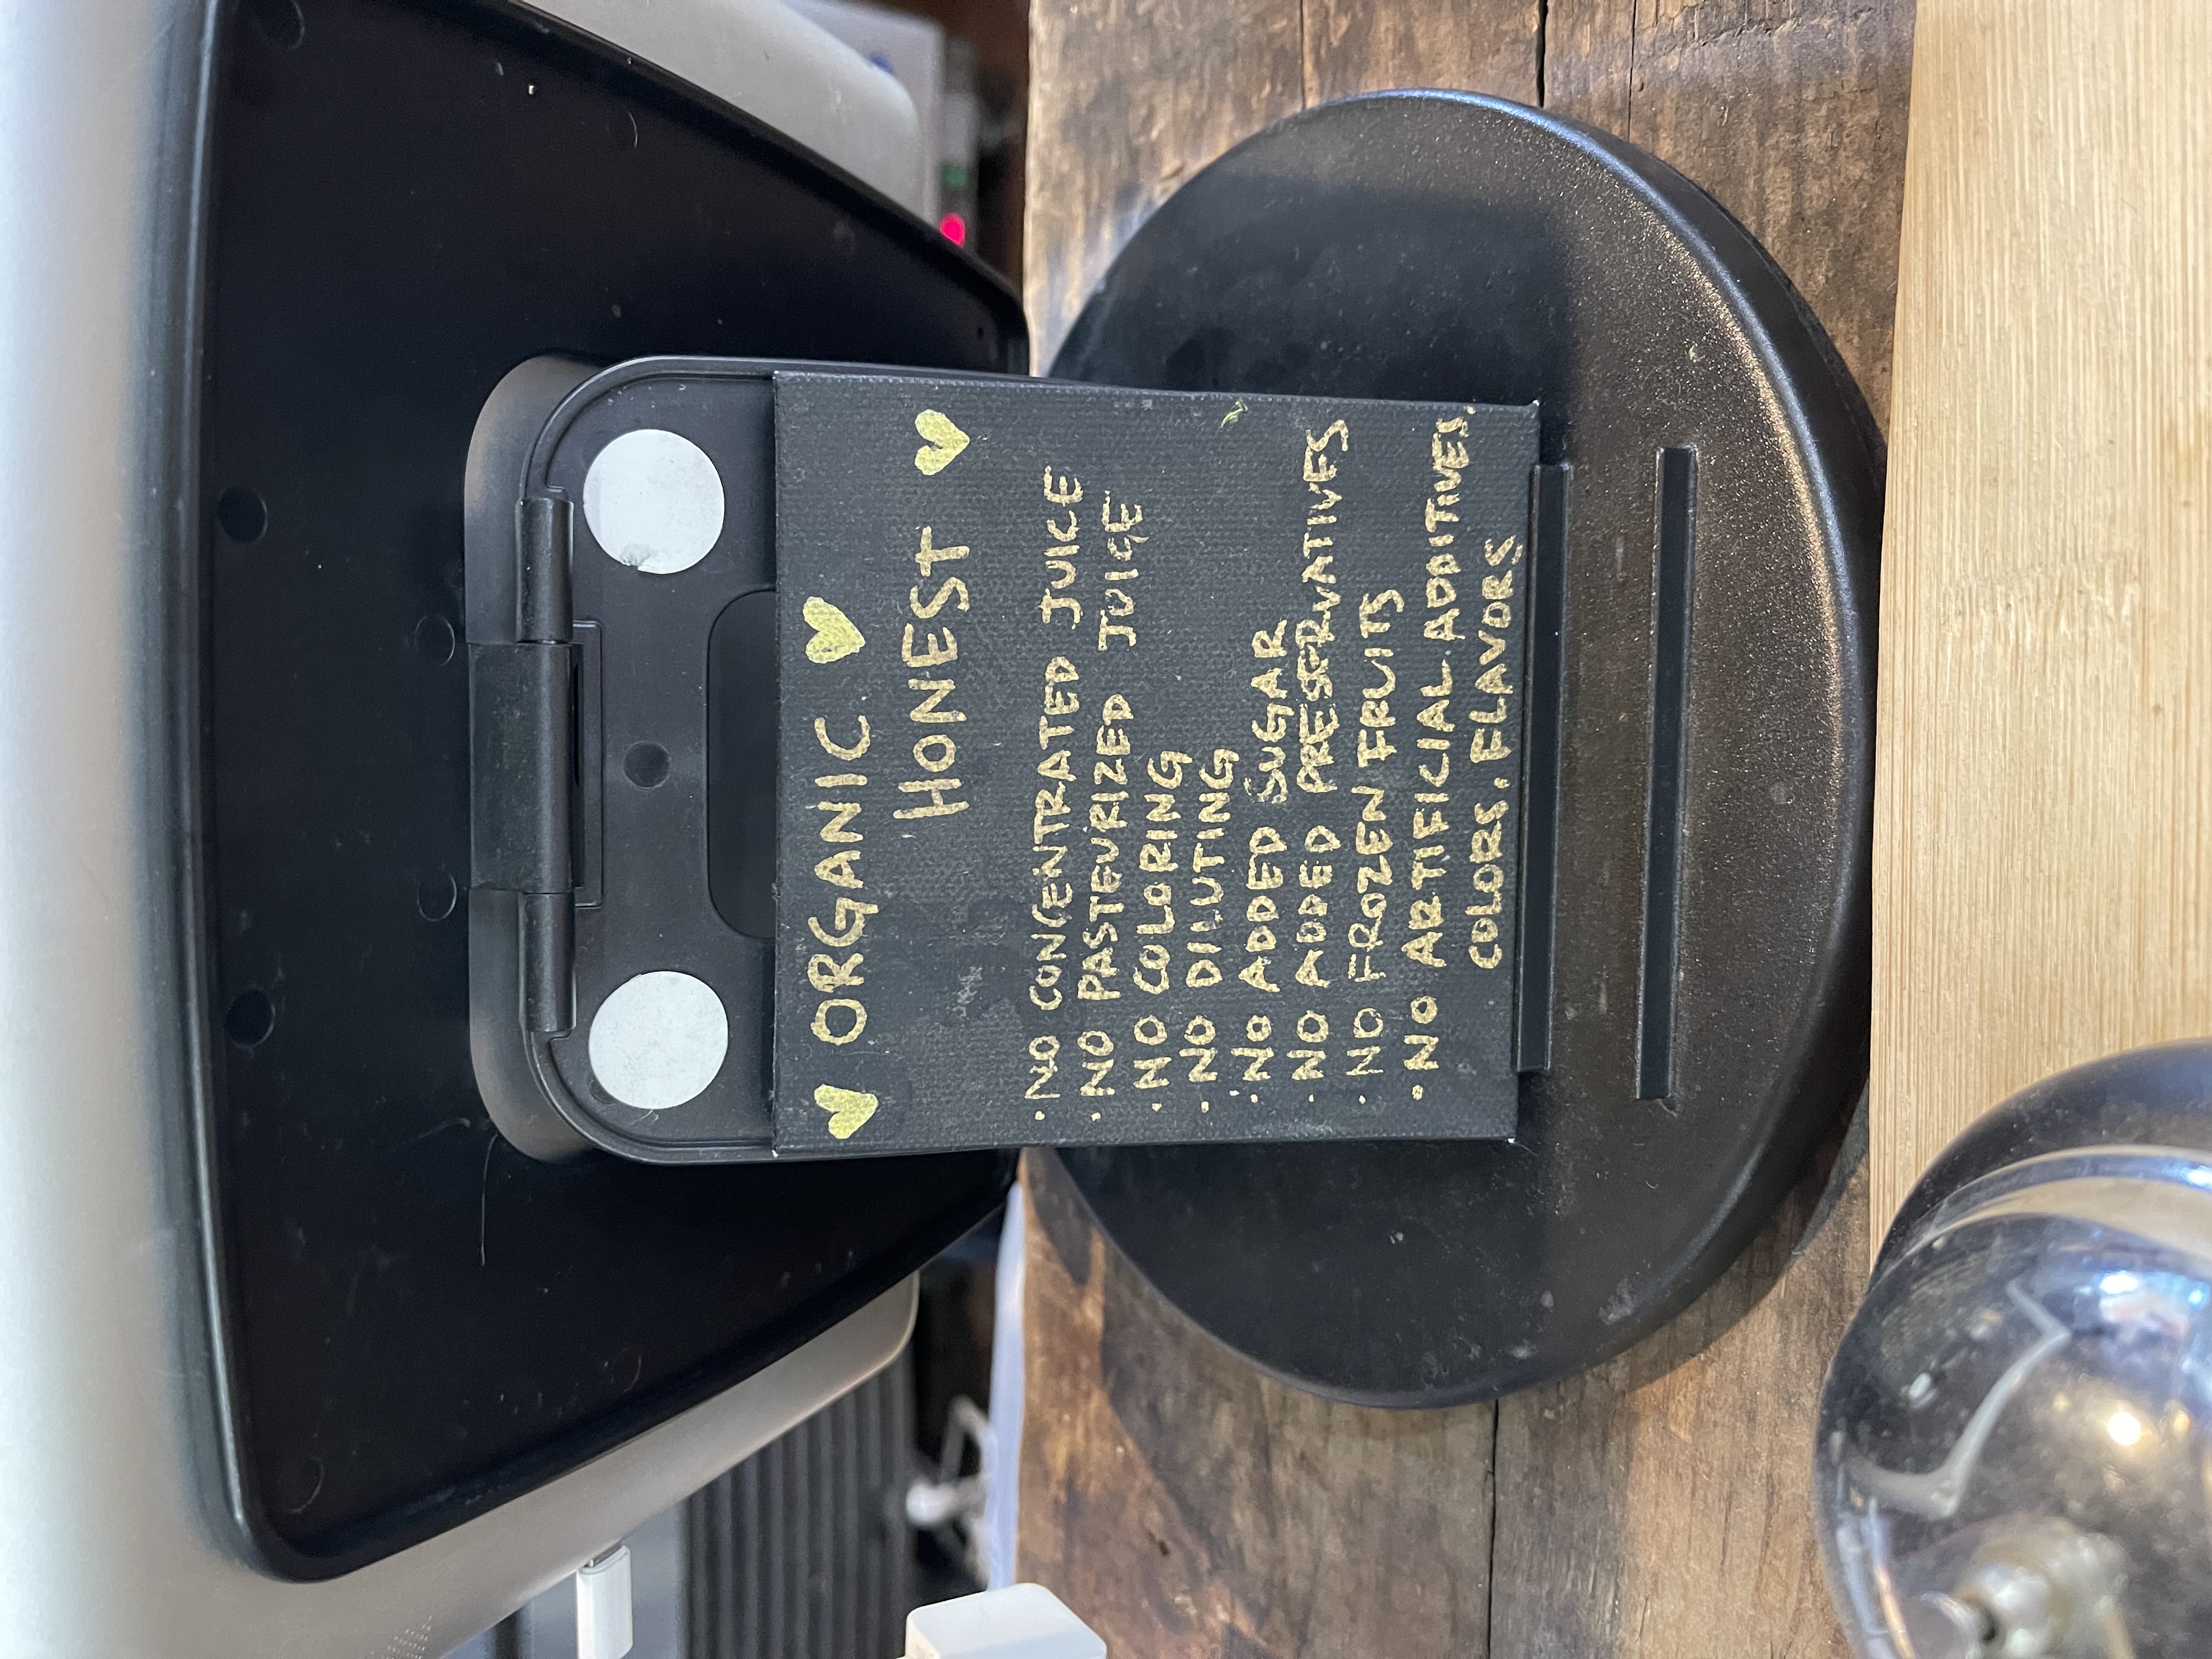 ♥ ORGANIC ♥
HONEST ♥
· NO CONCENTRATED JUICE
· NO PASTEURIZED JUICE
· NO COLORING
· NO DILUTING
· NO ADDED SUGAR
· NO ADDED PRESERVATIVES
· NO FROZEN FRUITS
· NO ARTIFICIAL ADDITIVES.
COLORS. FLAVORS